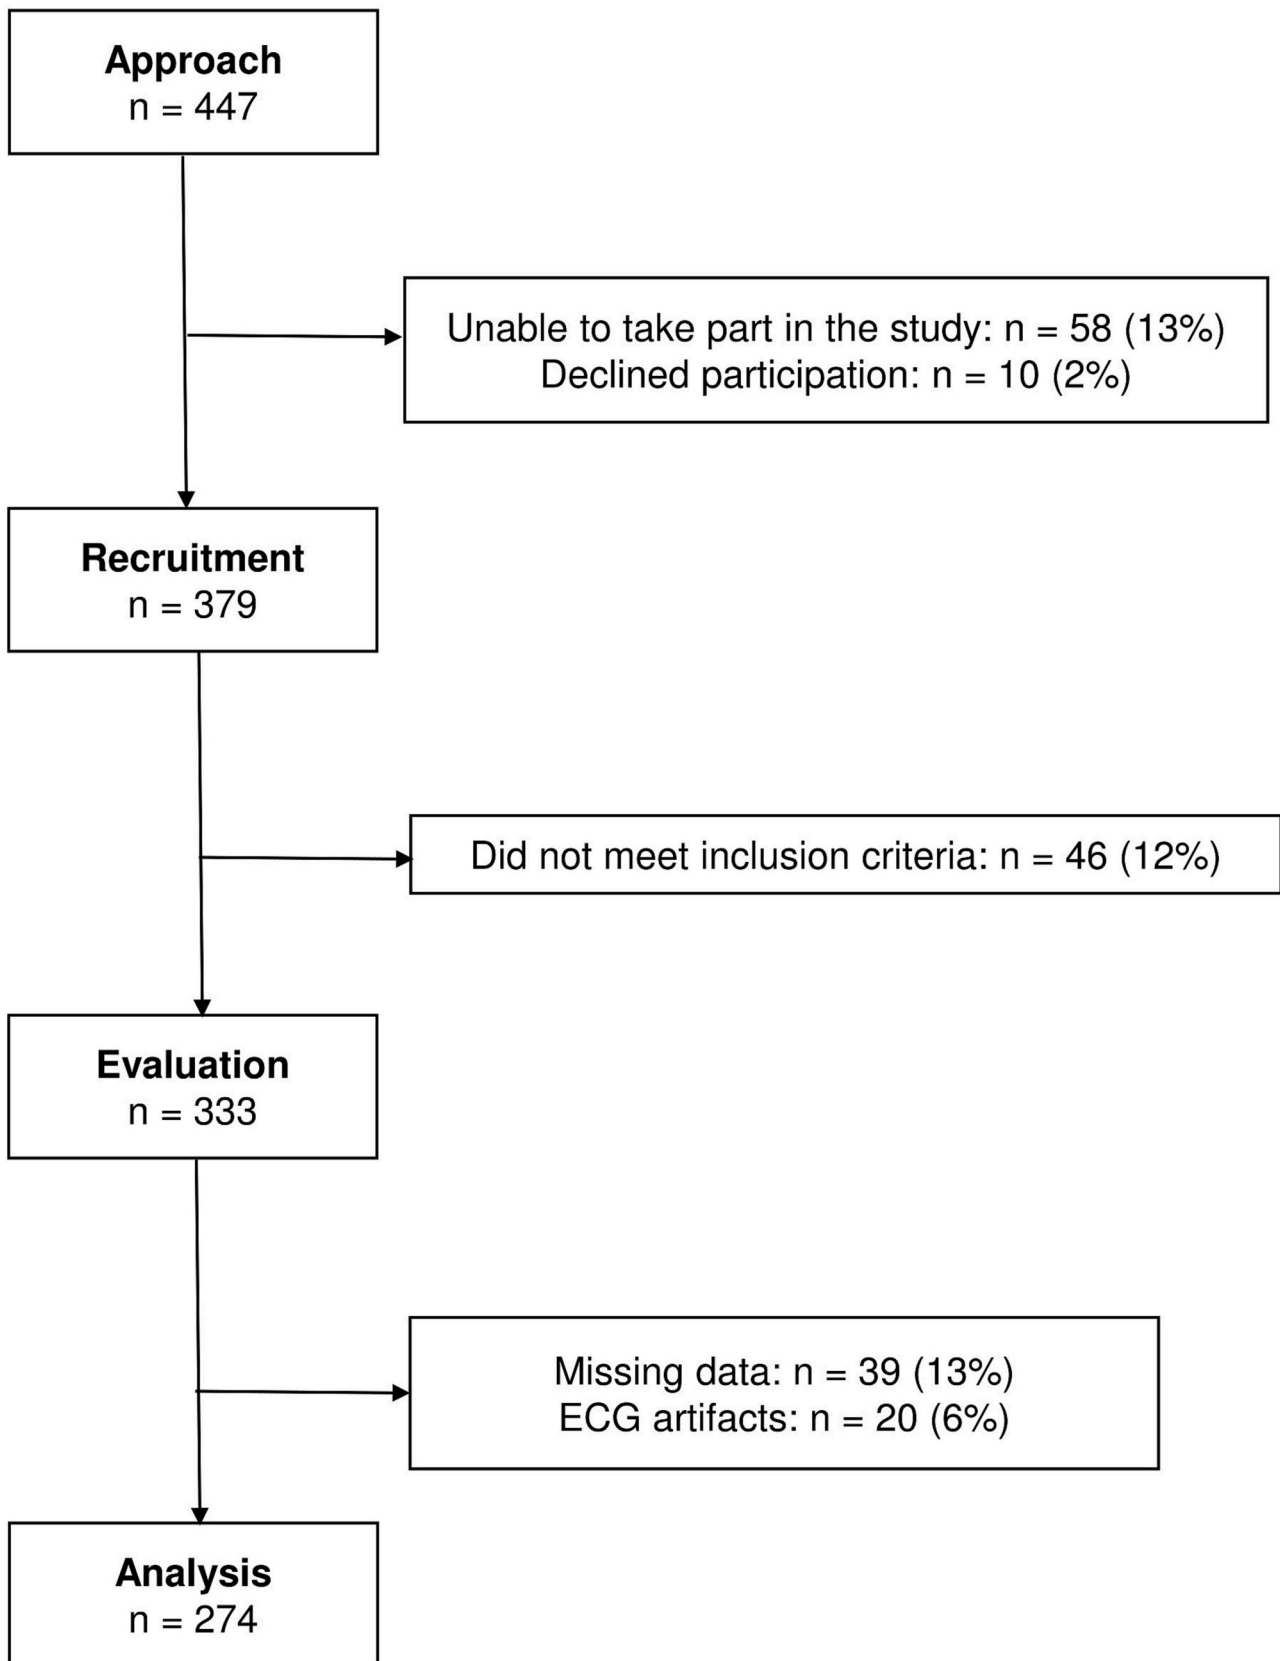 Approach
n = 447
Unable to take part in the study: n = 58 (13%)
Declined participation: n = 10 (2%)
Recruitment
n = 379
Did not meet inclusion criteria: n = 46 (12%)
Evaluation
n = 333
Missing data: n = 39 (13%)
ECG artifacts: n = 20 (6%)
Analysis
n = 274